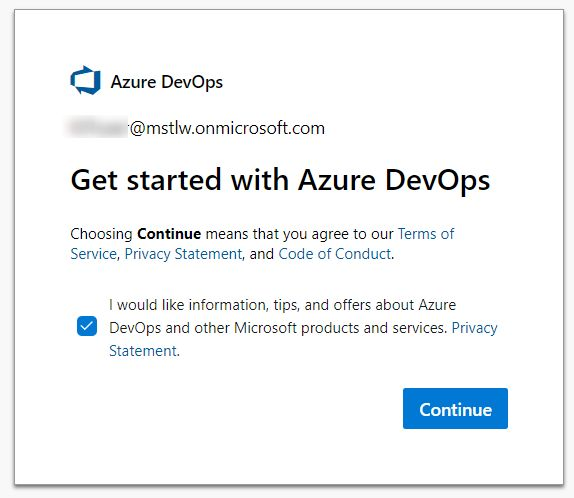 Azure DevOps
@mstlw.onmicrosoft.com
Get started with Azure DevOps
Choosing Continue means that you agree to our Terms of
Service, Privacy Statement, and Code of Conduct.
I would like information, tips, and offers about Azure
DevOps and other Microsoft products and services. Privacy
Statement.
Continue